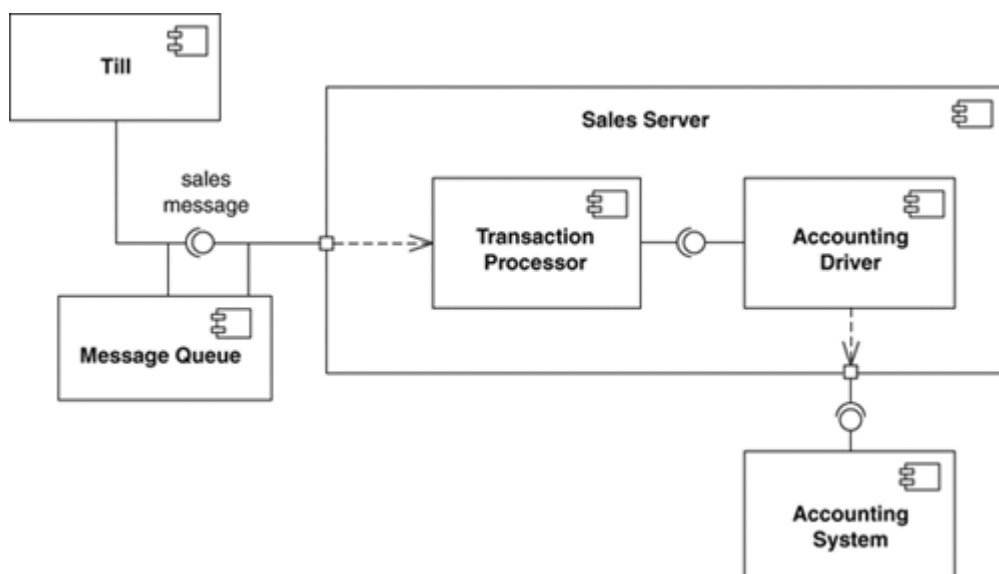 Till
Sales Server
sales
message
Transaction
Processor
Accounting
Driver
Message Queue
Accounting
System